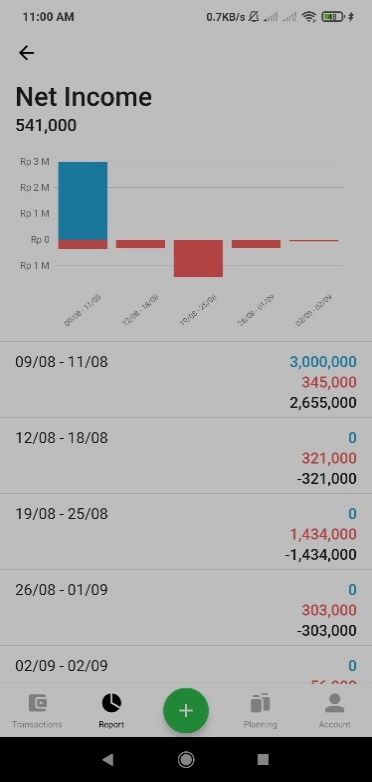 11:00 AM 0.7KB/s 48
Net Income
541,000
Rp 3 M
Rp 2 M
Rp 1 M
Rp 0
Rp 1 M
09/08 - 11/08 12/08 - 18/08 19/08 - 25/08 26/08 - 01/09 02/09 - 02/09
09/08 - 11/08 3,000,000
345,000
2,655,000
12/08 - 18/08 0
321,000
-321,000
19/08 - 25/08 0
1,434,000
-1,434,000
26/08 - 01/09 0
303,000
-303,000
02/09 - 02/09 0
56,000
Transactions Report Planning Account